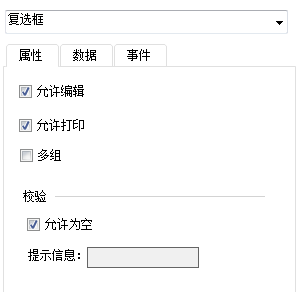 复选框
属性 数据 事件
允许编辑
允许打印
多组
校验
允许为空
提示信息：